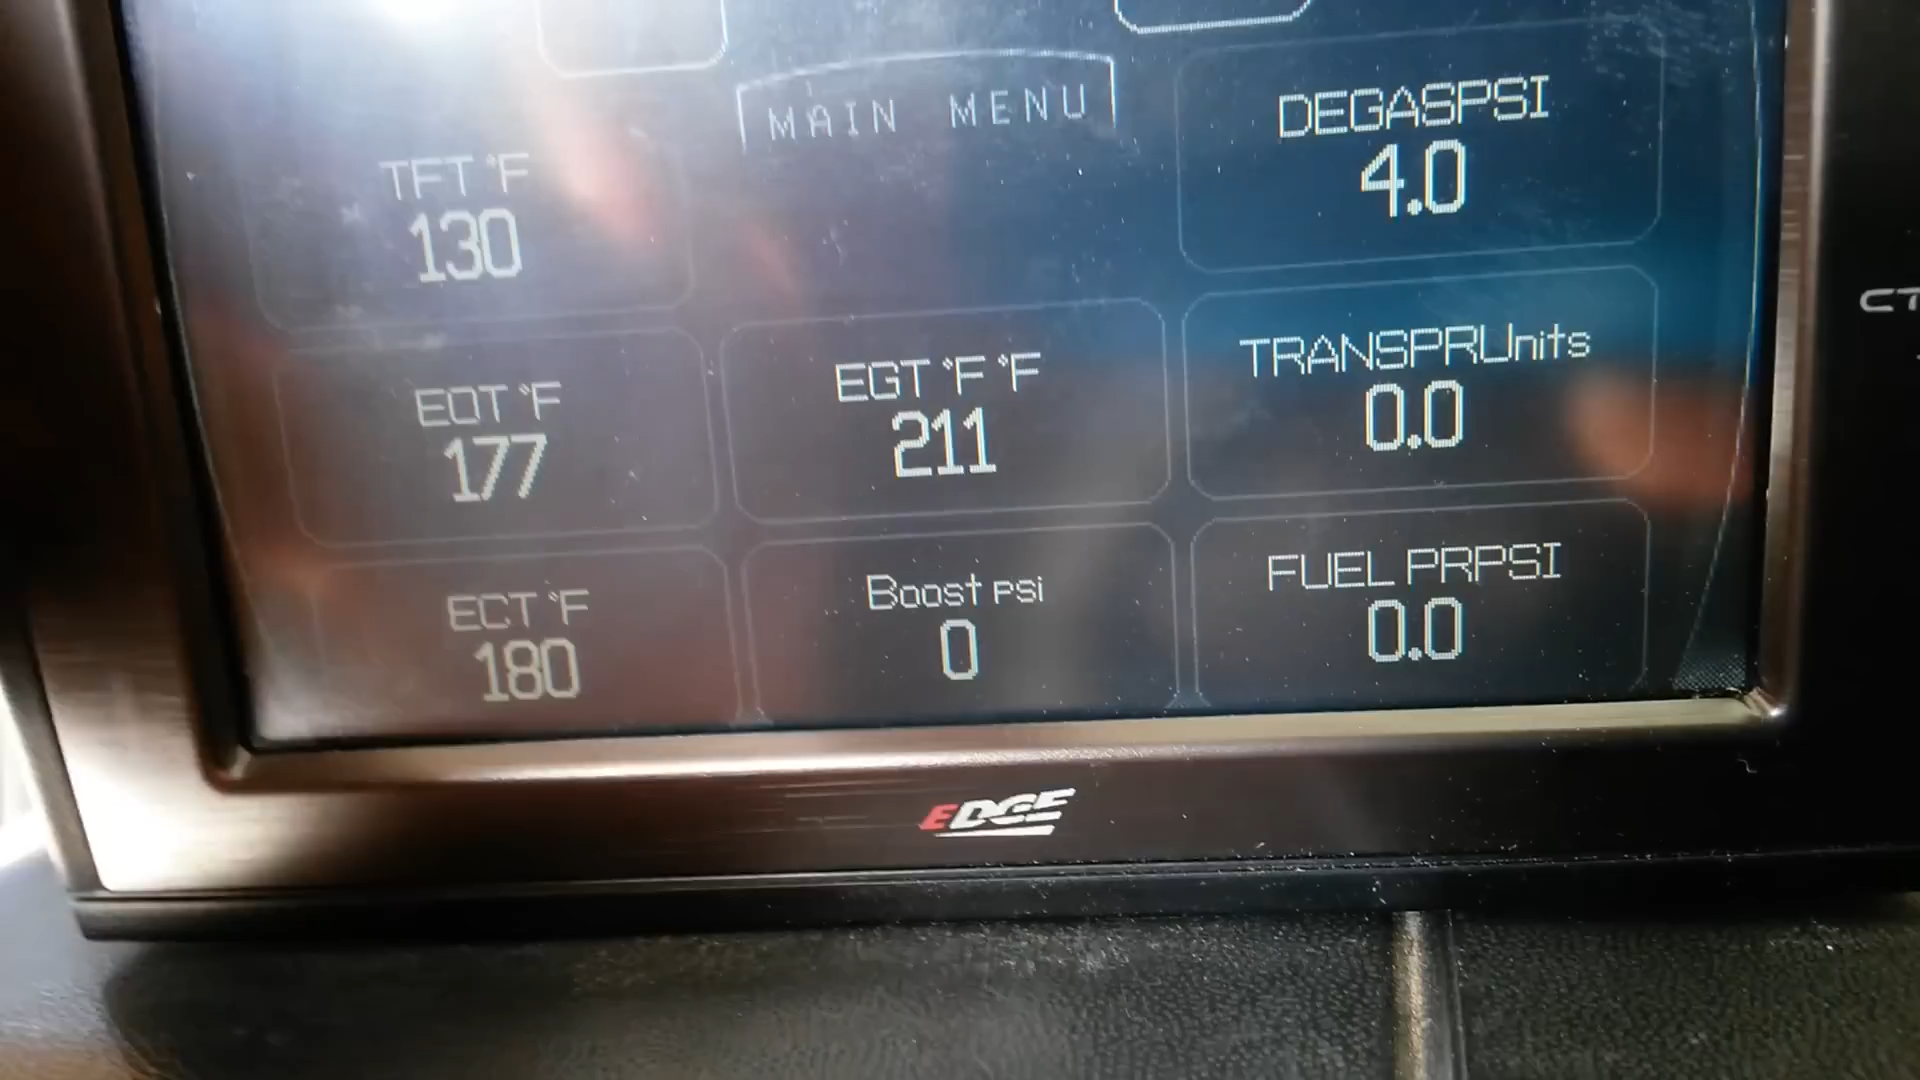 MAIN MENU
DEGASPSI
4.0
TFT °F
130
EOT °F
177
EGT °F °F
211
TRANSPRUnits
0.0
ECT °F
180
Boost psi
0
FUEL PRPSI
0.0
EDGE
CT